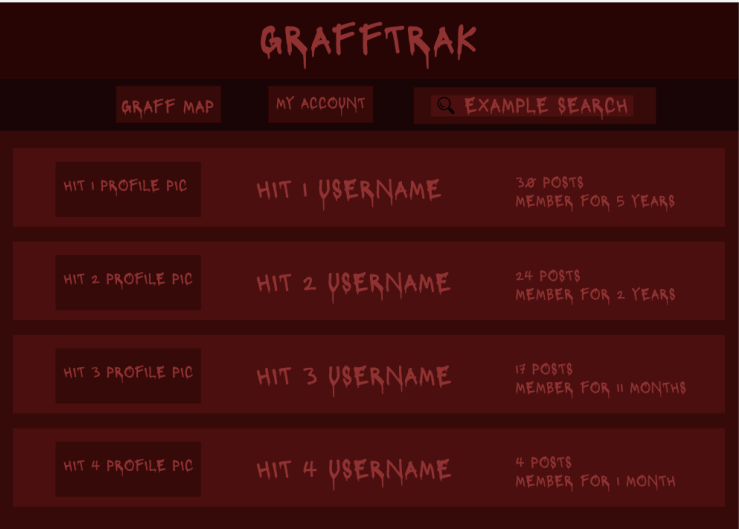 GRAFFTRAK
GRAFF MAP
MY ACCOUNT
EXAMPLE SEARCH
HIT 1 PROFILE PIC
HIT 1 USERNAME
30 POSTS
MEMBER FOR 5 YEARS
HIT 2 PROFILE PIC
HIT 2 USERNAME
24 POSTS
MEMBER FOR 2 YEARS
HIT 3 PROFILE PIC
HIT 3 USERNAME
17 POSTS
MEMBER FOR 11 MONTHS
HIT 4 PROFILE PIC
HIT 4 USERNAME
4 POSTS
MEMBER FOR 1 MONTH